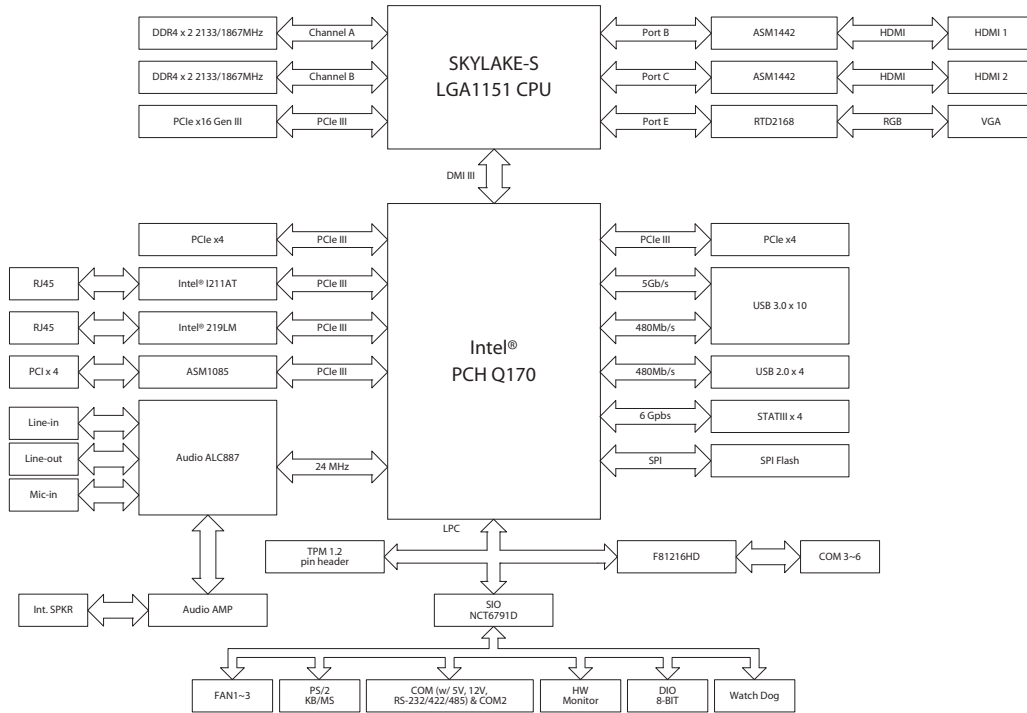 DDR4 x 2 2133/1867MHz
Channel A
SKYLAKE-S
LGA1151 CPU
Port B
ASM1442
HDMI
HDMI 1
DDR4 x 2 2133/1867MHz
Channel B
Port C
ASM1442
HDMI
HDMI 2
PCIe x16 Gen III
PCIe III
Port E
RTD2168
RGB
VGA
DMI III
PCIe x4
PCIe III
Intel®
PCH Q170
PCIe III
PCIe x4
RJ45
Intel® I211AT
PCIe III
5Gb/s
USB 3.0 x 10
RJ45
Intel® 219LM
PCIe III
480Mb/s
PCI x 4
ASM1085
PCIe III
480Mb/s
USB 2.0 x 4
Line-in
Line-out
Mic-in
Audio ALC887
24 MHz
6 Gpbs
STATIII x 4
SPI
SPI Flash
LPC
TPM 1.2
pin header
F81216HD
COM 3~6
Int. SPKR
Audio AMP
SIO
NCT6791D
FAN1~3
PS/2
KB/MS
COM (w/ 5V, 12V,
RS-232/422/485) & COM2
HW
Monitor
DIO
8-BIT
Watch Dog